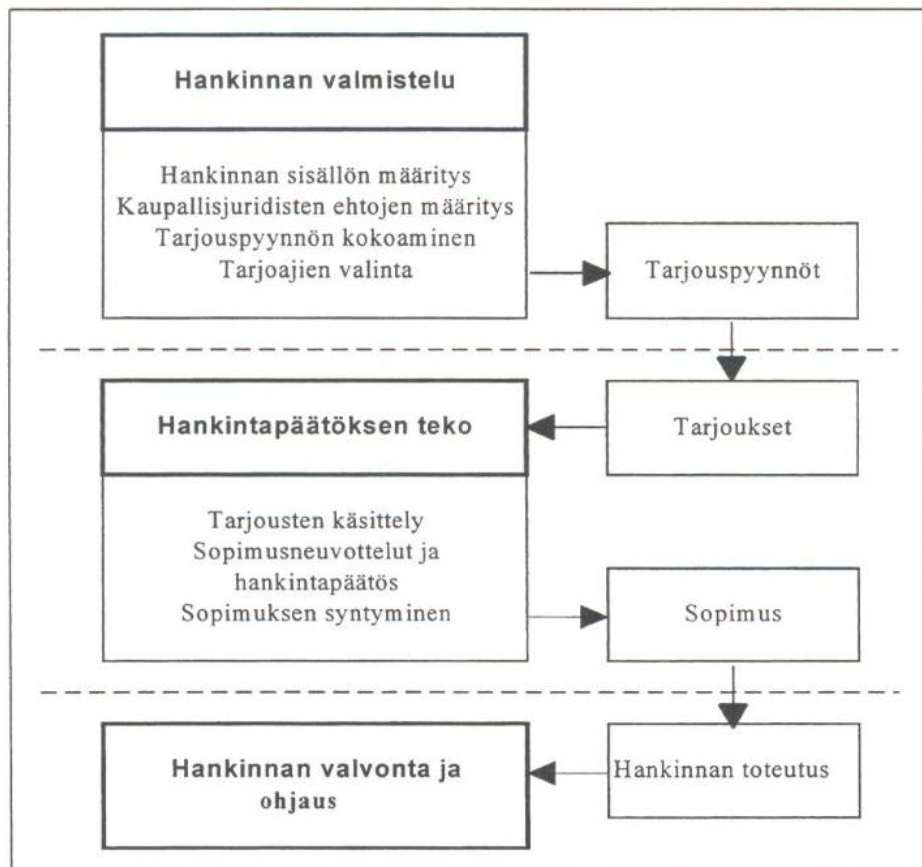 Hankinnan valmistelu
Hankinnan sisällön määritys
Kaupallisjuridisten ehtojen määritys
Tarjouspyynnön kokoaminen
Tarjoajien valinta
Tarjouspyynnöt
Hankintapäätöksen teko
Tarjoukset
Tarjousten käsittely
Sopimusneuvottelut ja
hankintapäätös
Sopimuksen syntyminen
Sopimus
Hankinnan valvonta ja
ohjaus
Hankinnan toteutus